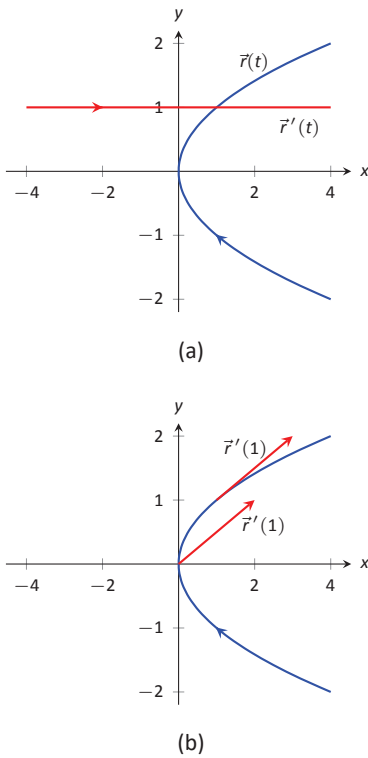 y
2
r⃗(t)
1
r⃗ ′(t)
−4 −2 2 4 x
−1
−2
(a)
y
2
r⃗ ′(1)
1
r⃗ ′(1)
−4 −2 2 4 x
−1
−2
(b)